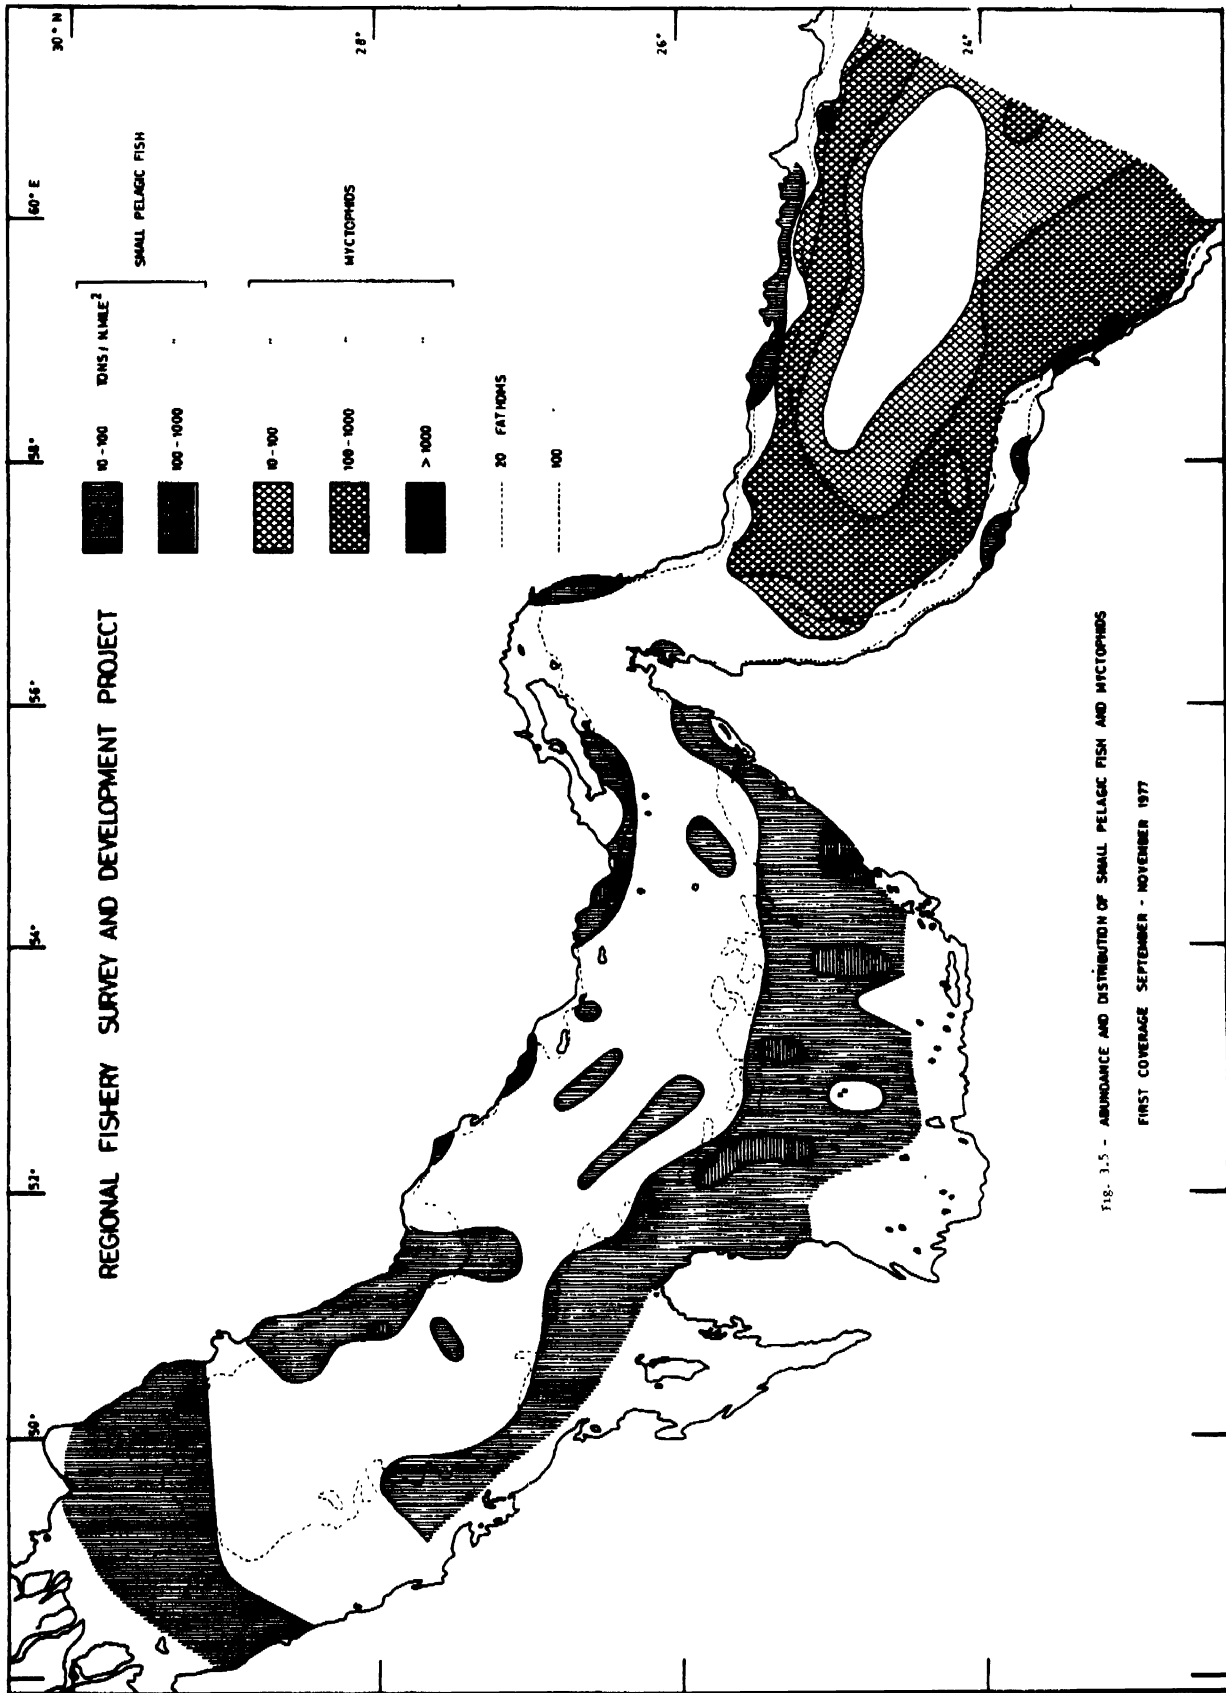 REGIONAL FISHERY SURVEY AND DEVELOPMENT PROJECT
10-100 TONS / N.MILE²
100-1000 "
SMALL PELAGIC FISH
10-100 "
100-1000 "
> 1000 "
MYCTOPHIDS
20 FATHOMS
100 "
50°
52°
54°
56°
58°
60° E
30° N
28°
26°
24°
Fig. 3.5 - ABUNDANCE AND DISTRIBUTION OF SMALL PELAGIC FISH AND MYCTOPHIDS
FIRST COVERAGE SEPTEMBER - NOVEMBER 1977